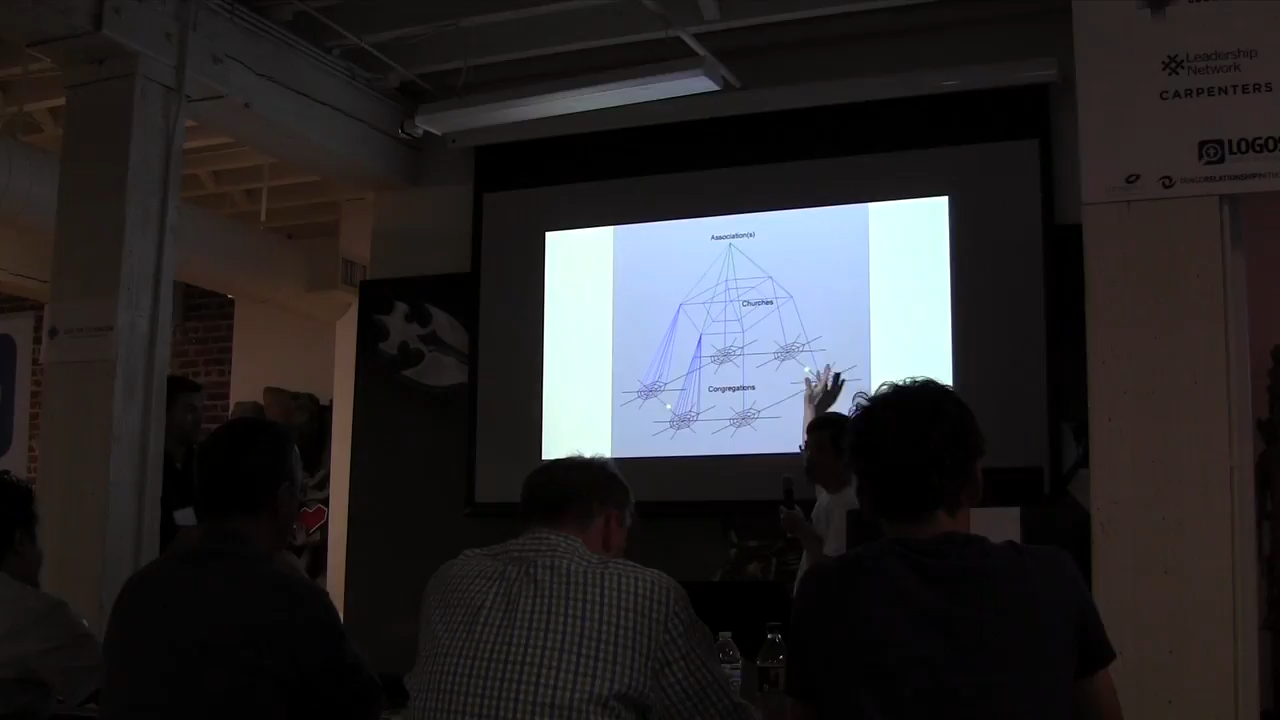 Leadership
Network
CARPENTERS
LOGOS
Association(s)
Churches
Congregations